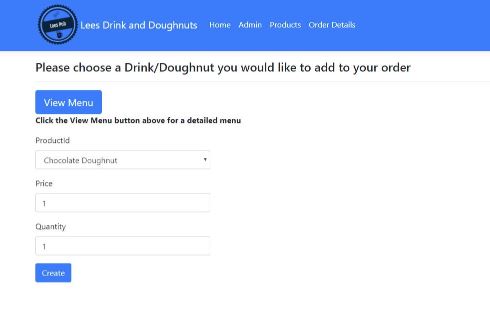 Lees Drink and Doughnuts Home Admin Products Order Details
Please choose a Drink/Doughnut you would like to add to your order
View Menu
Click the View Menu button above for a detailed menu
ProductId
Chocolate Doughnut
Price
1
Quantity
1
Create